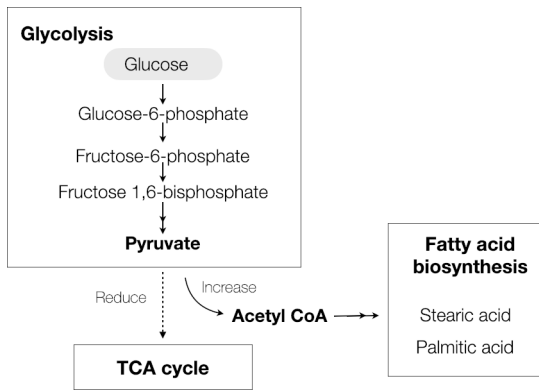 Glycolysis
Glucose
Glucose-6-phosphate
Fructose-6-phosphate
Fructose 1,6-bisphosphate
Pyruvate
Reduce
Increase
Acetyl CoA
TCA cycle
Fatty acid
biosynthesis
Stearic acid
Palmitic acid